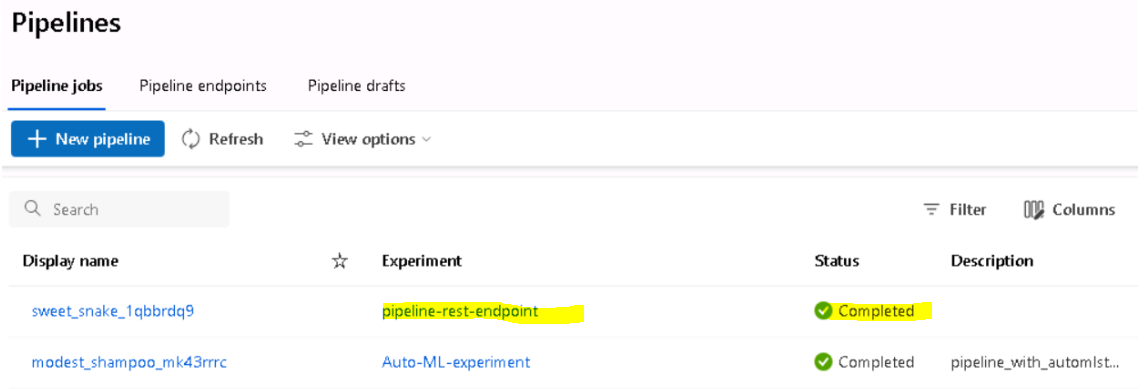 Pipelines
Pipeline jobs Pipeline endpoints Pipeline drafts
New pipeline Refresh View options
Search Filter Columns
Display name Experiment Status Description
sweet_snake_1qbbrdq9 pipeline-rest-endpoint Completed
modest_shampoo_mk43rrrc Auto-ML-experiment Completed pipeline_with_automlst...